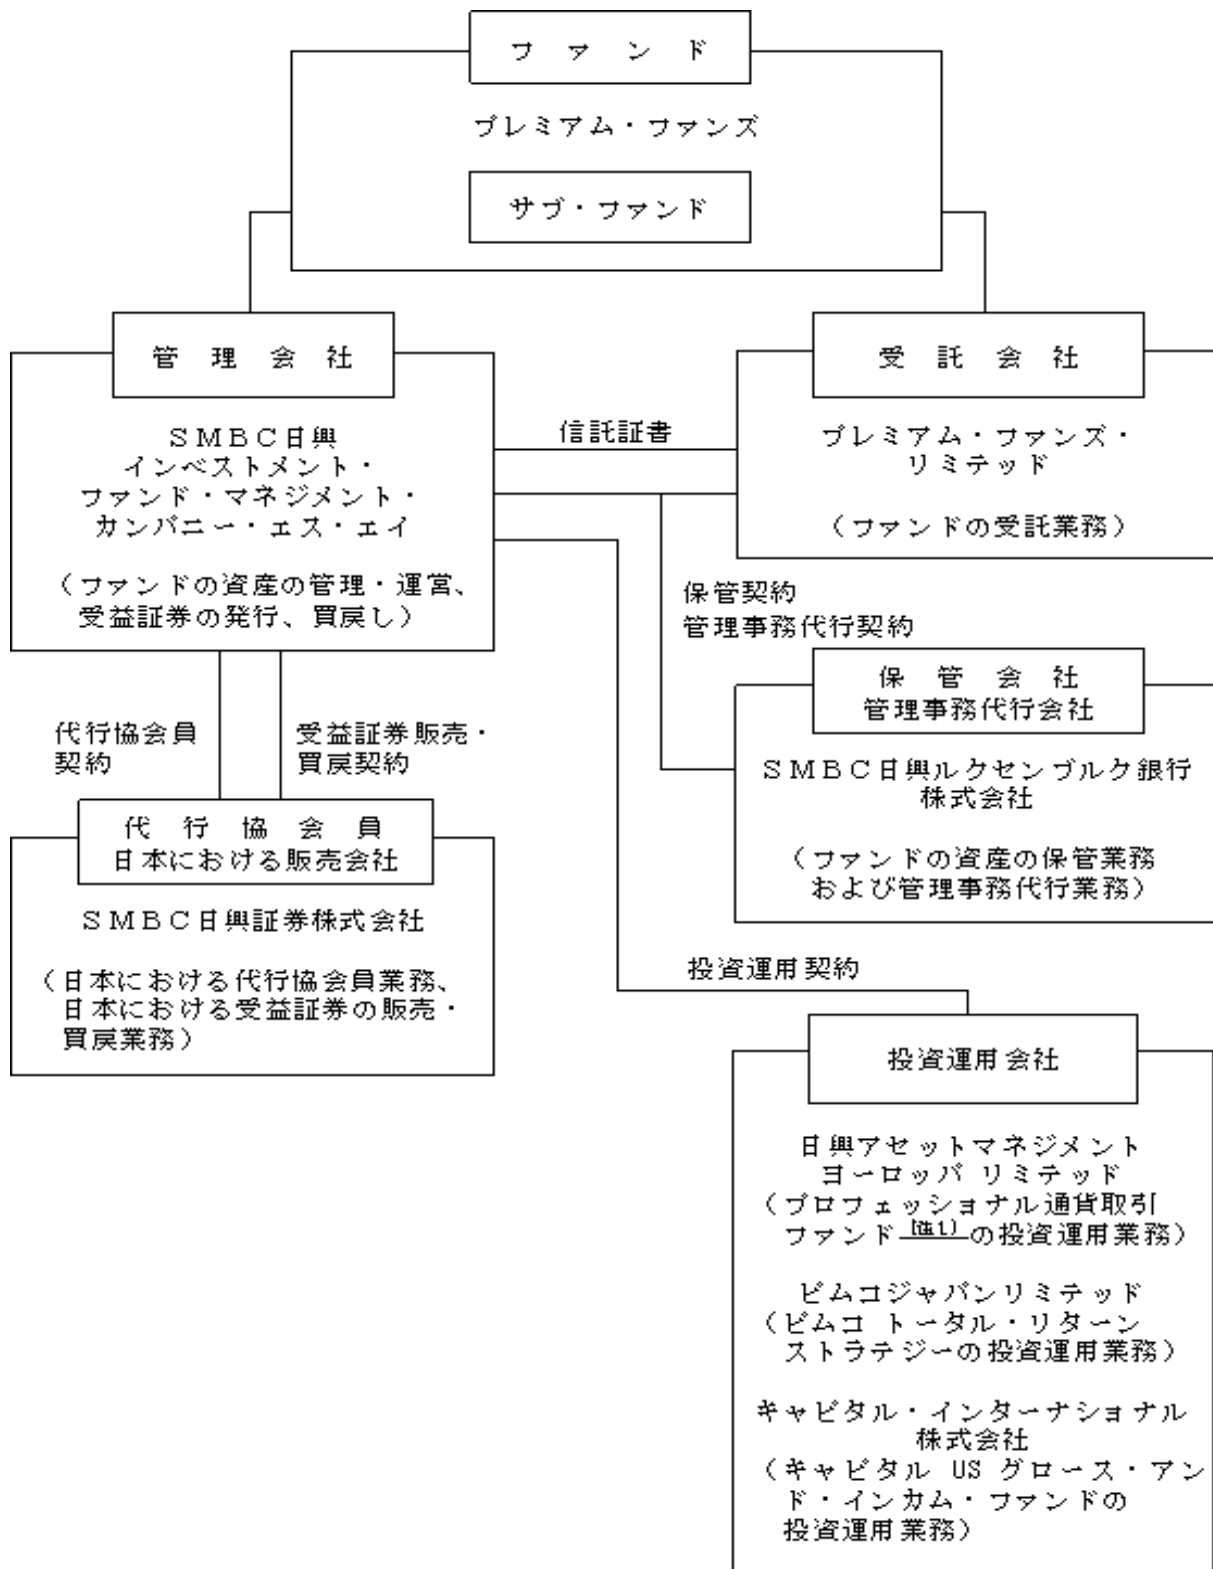 ファンド
プレミアム・ファンズ
サブ・ファンド
管理会社
SMBC日興
インベストメント・
ファンド・マネジメント・
カンパニー・エス・エイ
(ファンドの資産の管理・運営、
受益証券の発行、買戻し)
信託証書
受託会社
プレミアム・ファンズ・
リミテッド
(ファンドの受託業務)
保管契約
管理事務代行契約
保管会社
管理事務代行会社
SMBC日興ルクセンブルク銀行
株式会社
(ファンドの資産の保管業務
および管理事務代行業務)
代行協会員
契約
受益証券販売・
買戻契約
代行協会員
日本における販売会社
SMBC日興証券株式会社
(日本における代行協会員業務、
日本における受益証券の販売・
買戻業務)
投資運用契約
投資運用会社
日興アセットマネジメント
ヨーロッパ リミテッド
(プロフェッショナル通貨取引
ファンド(注1)の投資運用業務)
ピムコジャパンリミテッド
(ピムコ トータル・リターン
ストラテジーの投資運用業務)
キャピタル・インターナショナル
株式会社
(キャピタル US グロース・アン
ド・インカム・ファンドの
投資運用業務)